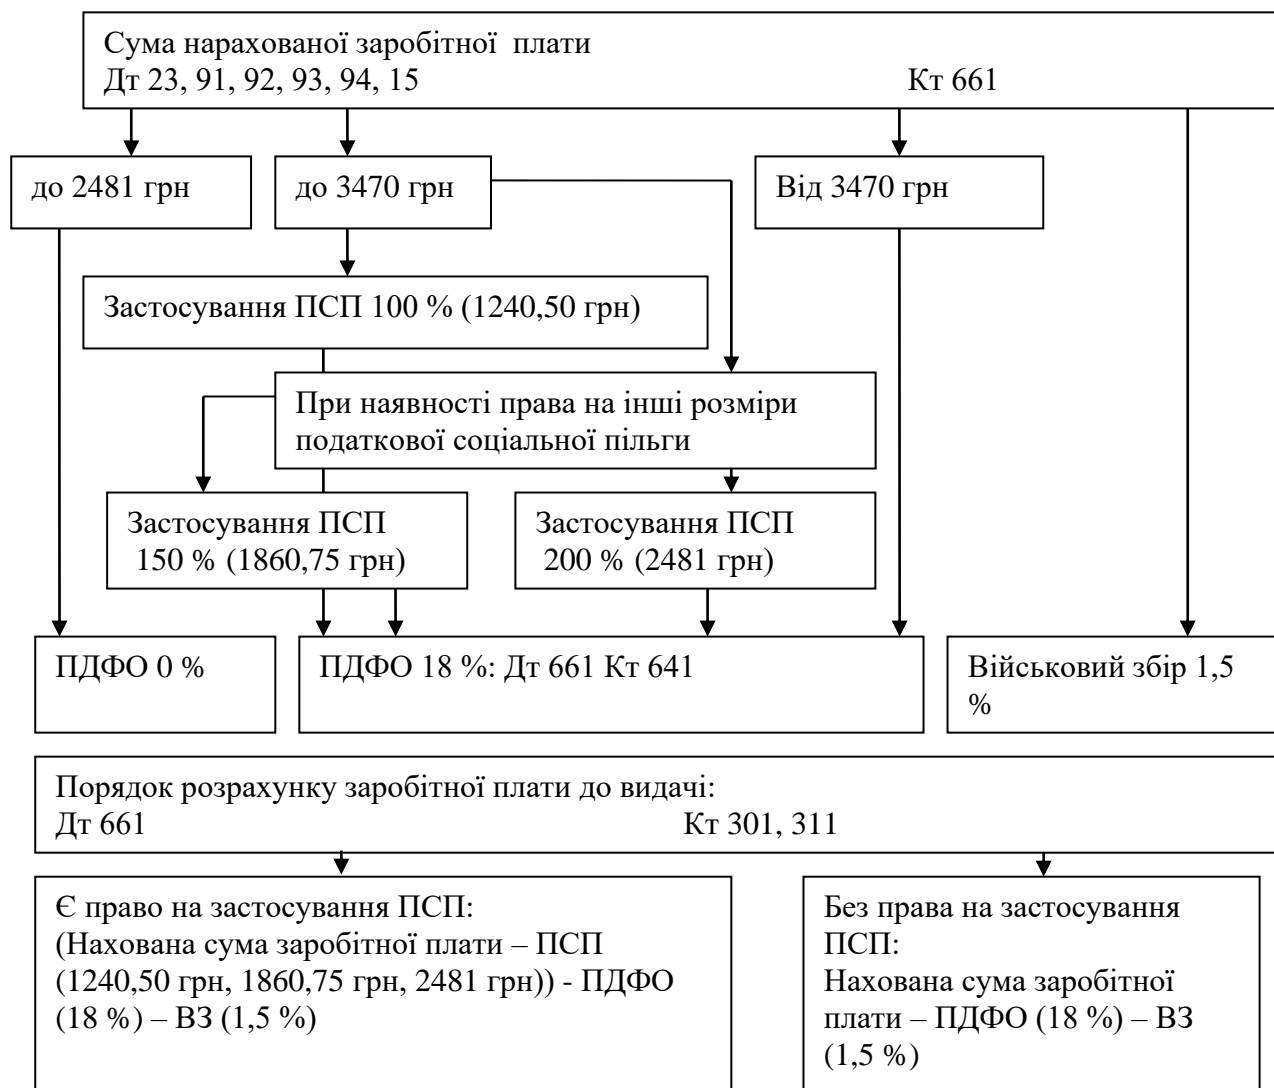 Сума нарахованої заробітної плати
Дт 23, 91, 92, 93, 94, 15 Кт 661
до 2481 грн
до 3470 грн
Від 3470 грн
Застосування ПСП 100 % (1240,50 грн)
При наявності права на інші розміри
податкової соціальної пільги
Застосування ПСП
150 % (1860,75 грн)
Застосування ПСП
200 % (2481 грн)
ПДФО 0 %
ПДФО 18 %: Дт 661 Кт 641
Військовий збір 1,5
%
Порядок розрахунку заробітної плати до видачі:
Дт 661 Кт 301, 311
Є право на застосування ПСП:
(Нахована сума заробітної плати – ПСП
(1240,50 грн, 1860,75 грн, 2481 грн)) - ПДФО
(18 %) – ВЗ (1,5 %)
Без права на застосування
ПСП:
Нахована сума заробітної
плати – ПДФО (18 %) – ВЗ
(1,5 %)